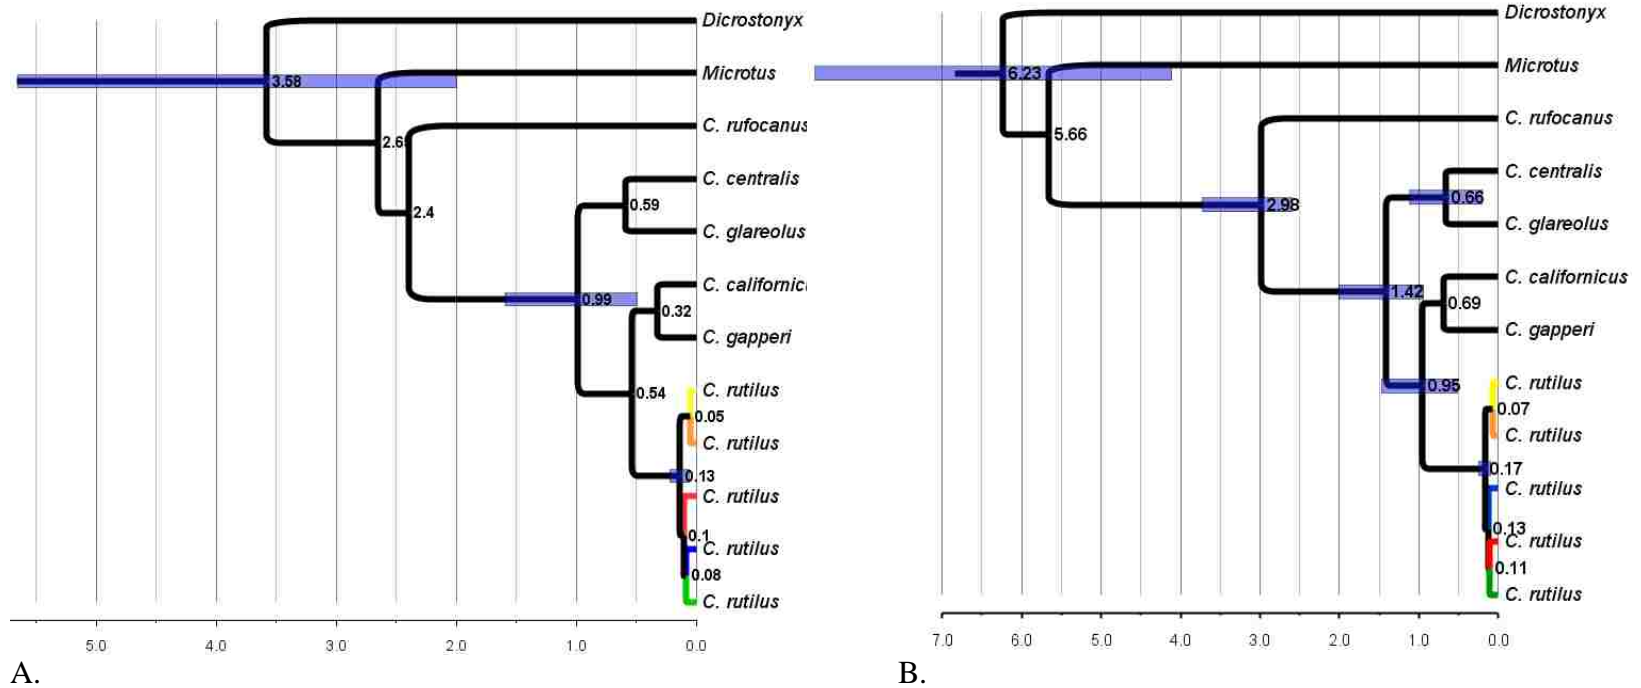 Dicrostonyx
3.58
Microtus
2.6
C. rufocanus
2.4
C. centralis
0.59
C. glareolus
0.99
C. californic
0.32
C. gapperi
C. rutilus
0.54
0.05
C. rutilus
0.13
C. rutilus
0.1
C. rutilus
0.08
C. rutilus
5.0 4.0 3.0 2.0 1.0 0.0
A.
Dicrostonyx
6.23
Microtus
5.66
C. rufocanus
C. centralis
0.66
2.98
C. glareolus
C. californicus
1.42
0.69
C. gapperi
C. rutilus
0.95
0.07
C. rutilus
0.17
C. rutilus
0.13
C. rutilus
0.11
C. rutilus
7.0 6.0 5.0 4.0 3.0 2.0 1.0 0.0
B.